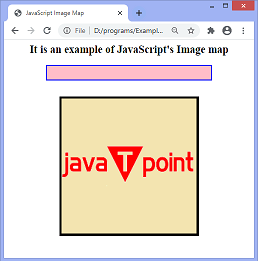 JavaScript Image Map
File | D:/programs/Exampl...
It is an example of JavaScript's Image map
java T point